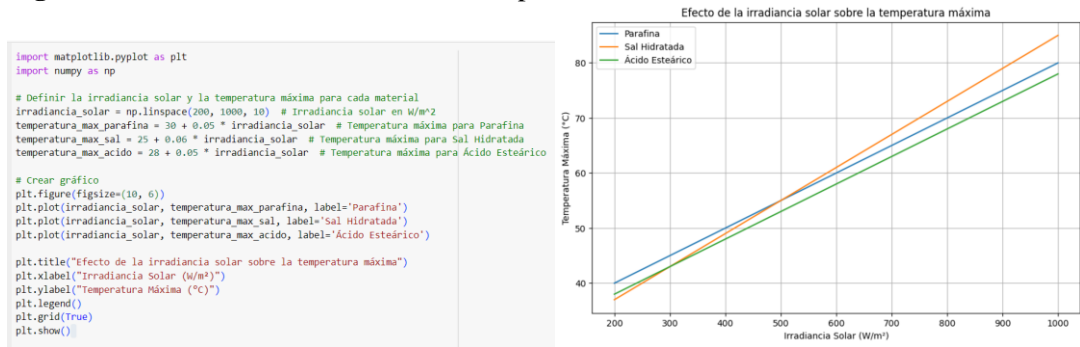 import matplotlib.pyplot as plt
import numpy as np
# Definir la irradiancia solar y la temperatura máxima para cada material
irradiancia_solar = np.linspace(200, 1000, 10)  # Irradiancia solar en W/m^2
temperatura_max_parafina = 30 + 0.05 * irradiancia_solar  # Temperatura máxima para Parafina
temperatura_max_sal = 25 + 0.06 * irradiancia_solar  # Temperatura máxima para Sal Hidratada
temperatura_max_acido = 28 + 0.05 * irradiancia_solar  # Temperatura máxima para Ácido Esteárico
# Crear gráfico
plt.figure(figsize=(10, 6))
plt.plot(irradiancia_solar, temperatura_max_parafina, label='Parafina')
plt.plot(irradiancia_solar, temperatura_max_sal, label='Sal Hidratada')
plt.plot(irradiancia_solar, temperatura_max_acido, label='Ácido Esteárico')
plt.title("Efecto de la irradiancia solar sobre la temperatura máxima")
plt.xlabel("Irradiancia Solar (W/m²)")
plt.ylabel("Temperatura Máxima (°C)")
plt.legend()
plt.grid(True)
plt.show()
Efecto de la irradiancia solar sobre la temperatura máxima
Parafina
Sal Hidratada
Ácido Esteárico
Temperatura Máxima (°C)
80
70
60
50
40
200 300 400 500 600 700 800 900 1000
Irradiancia Solar (W/m²)